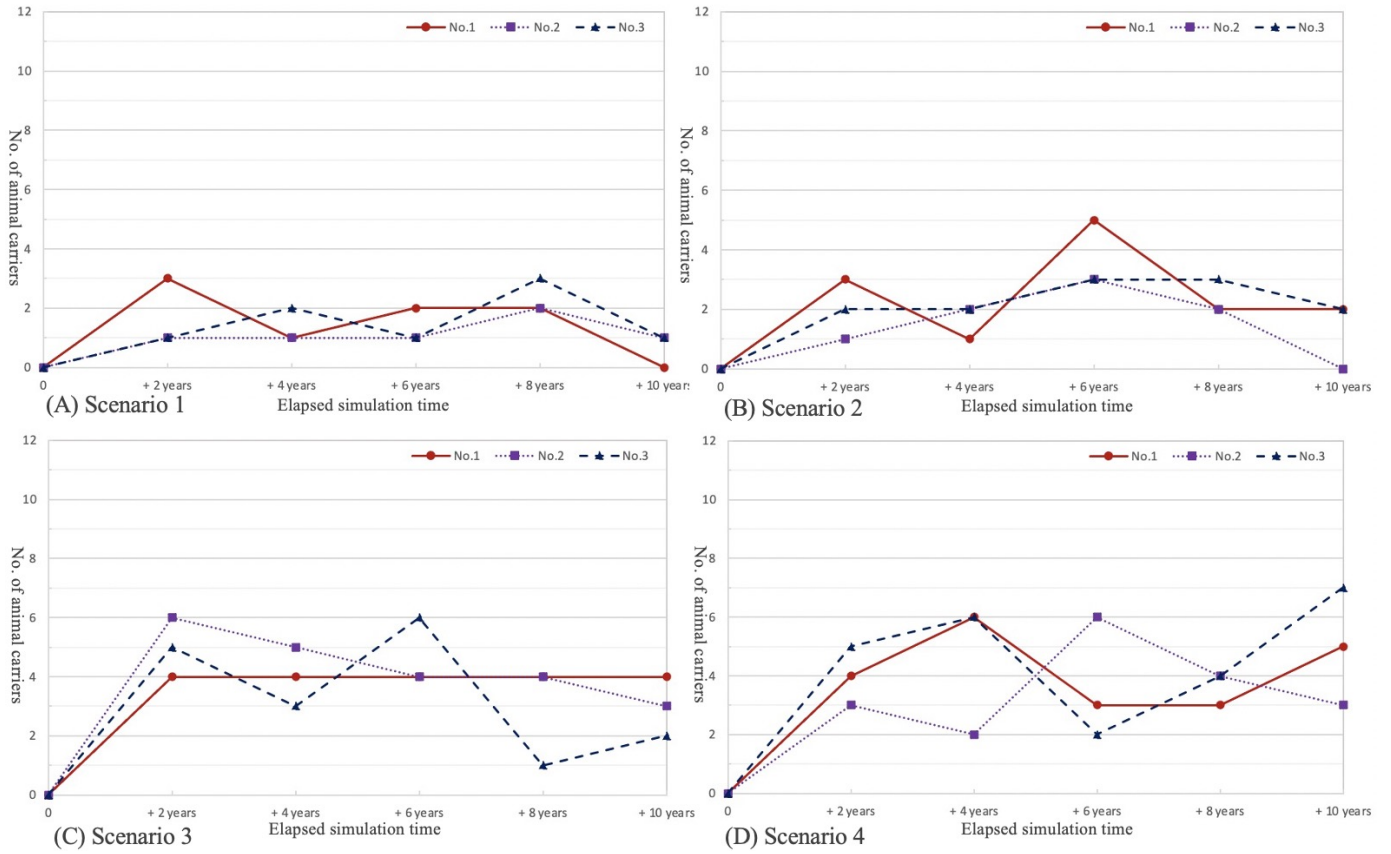 12
10
8
6
4
2
0
No. of animal carriers
No.1 No.2 No.3
0 + 2 years + 4 years + 6 years + 8 years + 10 years
Elapsed simulation time
(A) Scenario 1
12
10
8
6
4
2
0
No. of animal carriers
No.1 No.2 No.3
0 + 2 years + 4 years + 6 years + 8 years + 10 years
Elapsed simulation time
(B) Scenario 2
12
10
8
6
4
2
0
No. of animal carriers
No.1 No.2 No.3
0 + 2 years + 4 years + 6 years + 8 years + 10 years
Elapsed simulation time
(C) Scenario 3
12
10
8
6
4
2
0
No. of animal carriers
No.1 No.2 No.3
0 + 2 years + 4 years + 6 years + 8 years + 10 years
Elapsed simulation time
(D) Scenario 4